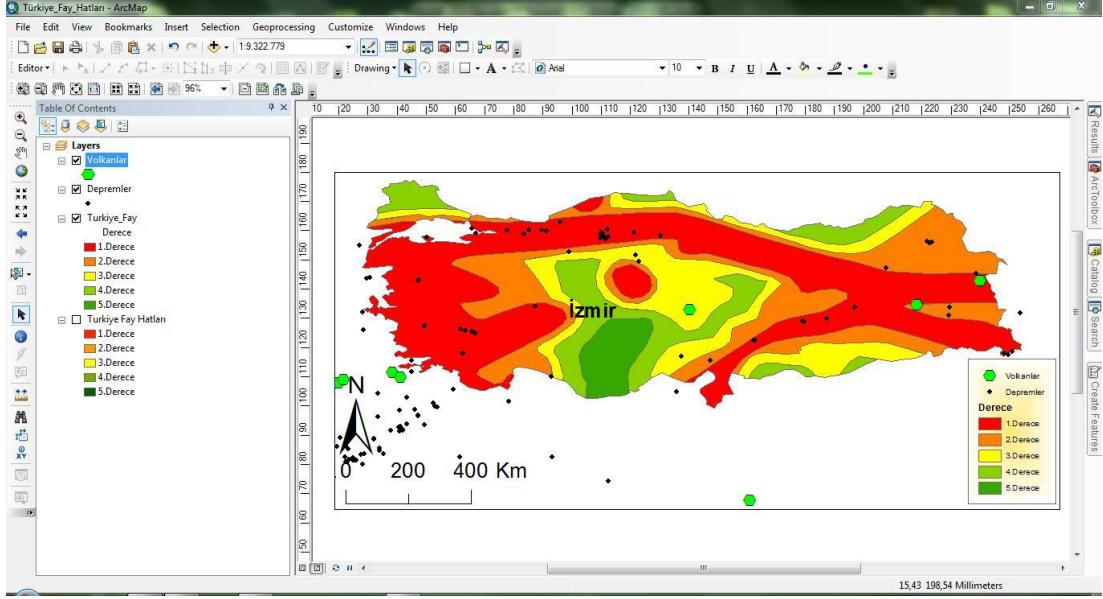 Türkiye_Fay_Hatları - ArcMap
File Edit View Bookmarks Insert Selection Geoprocessing Customize Windows Help
1:9.322.779
Editor Drawing Arial 10 B I U A
96%
Table Of Contents
Layers
Volkanlar
Depremler
Turkiye_Fay
Derece
1.Derece
2.Derece
3.Derece
4.Derece
5.Derece
Turkiye Fay Hatları
1.Derece
2.Derece
3.Derece
4.Derece
5.Derece
10 20 30 40 50 60 70 80 90 100 110 120 130 140 150 160 170 180 190 200 210 220 230 240 250 260
190
180
170
160
150
140
130
120
110
100
90
80
70
60
50
İzmir
N
0 200 400 Km
Volkanlar
Depremler
Derece
1.Derece
2.Derece
3.Derece
4.Derece
5.Derece
Results
ArcToolbox
Catalog
Search
Create Features
15,43 198,54 Millimeters